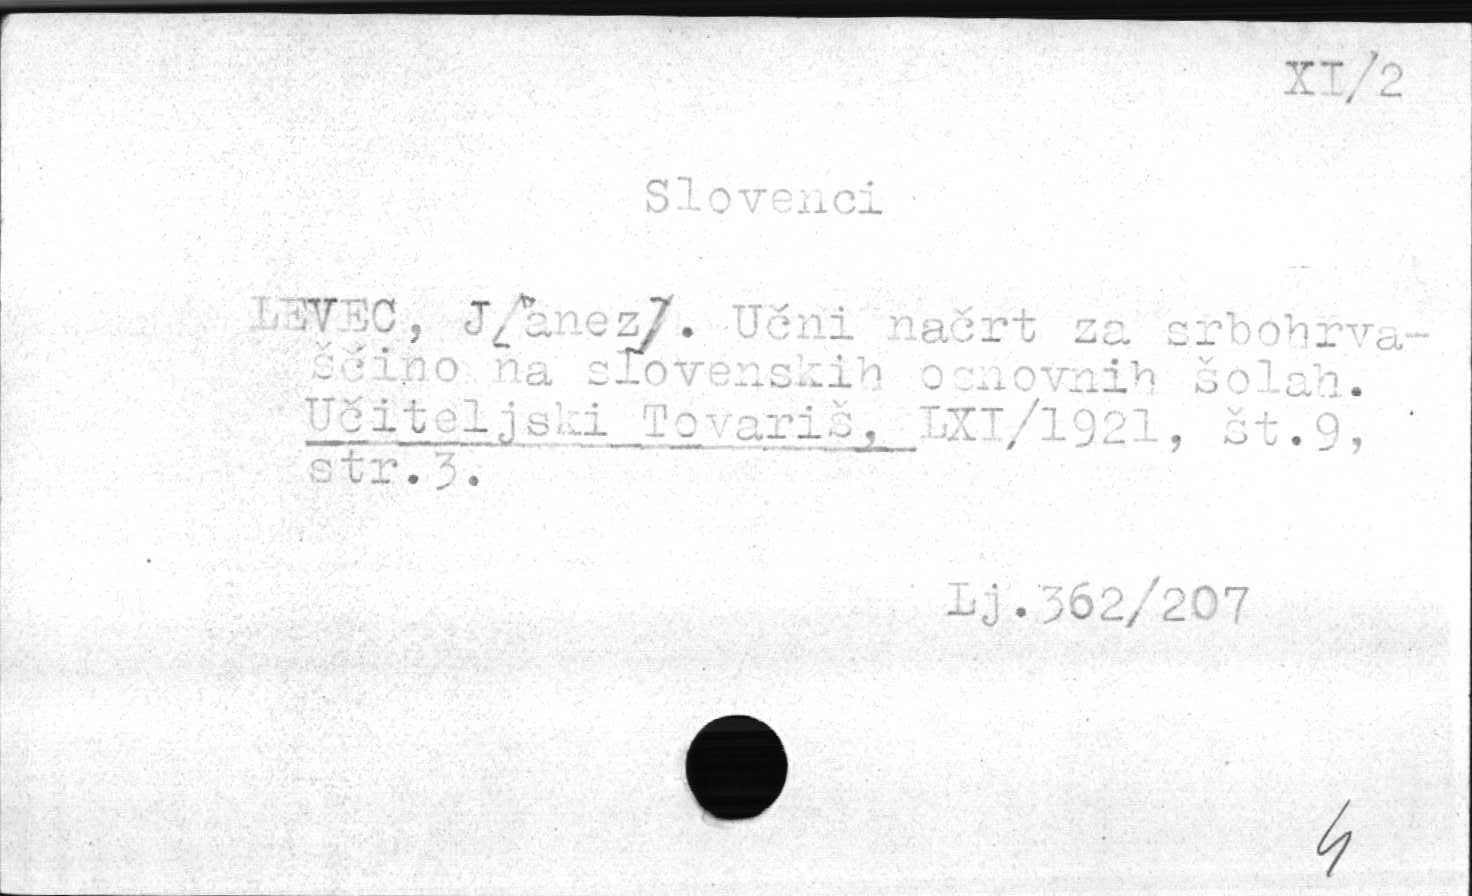 XI/2
Slovenci
LEVEC, J[anez]. Učni načrt za srbohrva-
ščino na slovenskih osnovnih šolah.
Učiteljski Tovariš, LXI/1921, št.9,
str.3.
Lj.362/207